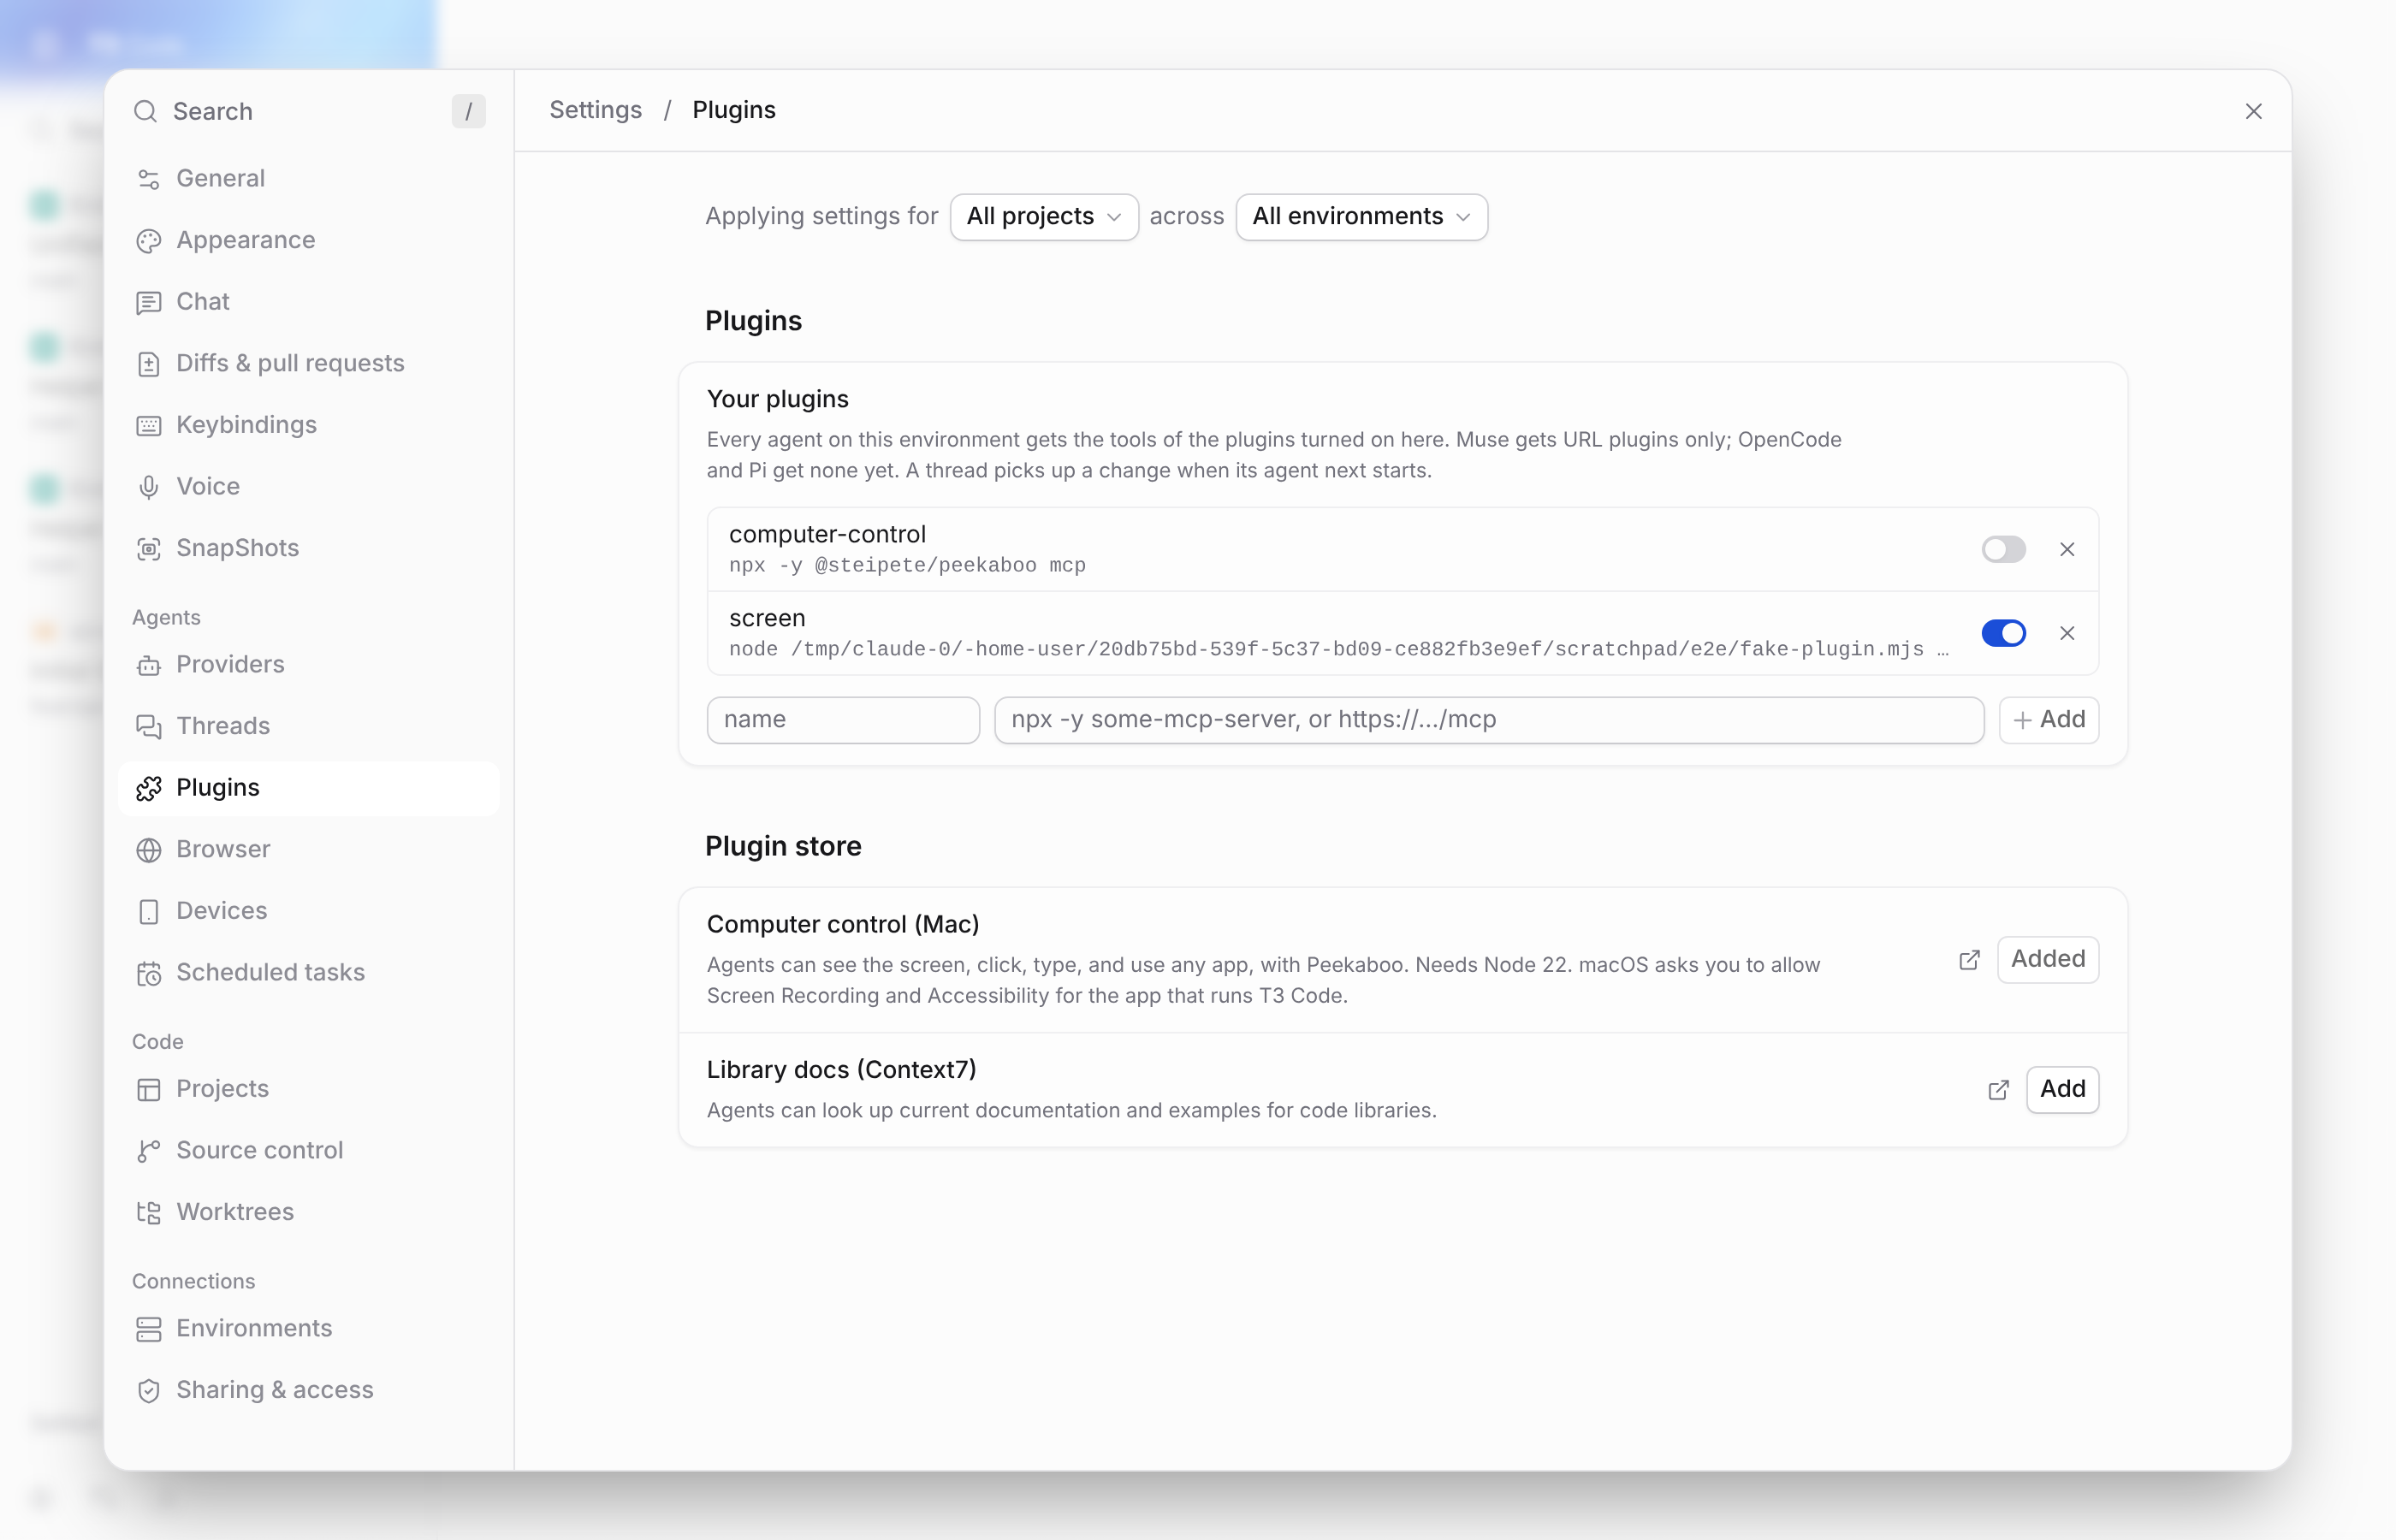 Search
/
General
Appearance
Chat
Diffs & pull requests
Keybindings
Voice
SnapShots
Agents
Providers
Threads
Plugins
Browser
Devices
Scheduled tasks
Code
Projects
Source control
Worktrees
Connections
Environments
Sharing & access
Settings / Plugins
Applying settings for All projects across All environments
Plugins
Your plugins
Every agent on this environment gets the tools of the plugins turned on here. Muse gets URL plugins only; OpenCode
and Pi get none yet. A thread picks up a change when its agent next starts.
computer-control
npx -y @steipete/peekaboo mcp
screen
node /tmp/claude-0/-home-user/20db75bd-539f-5c37-bd09-ce882fb3e9ef/scratchpad/e2e/fake-plugin.mjs …
name
npx -y some-mcp-server, or https://.../mcp
+ Add
Plugin store
Computer control (Mac)
Agents can see the screen, click, type, and use any app, with Peekaboo. Needs Node 22. macOS asks you to allow
Screen Recording and Accessibility for the app that runs T3 Code.
Added
Library docs (Context7)
Agents can look up current documentation and examples for code libraries.
Add